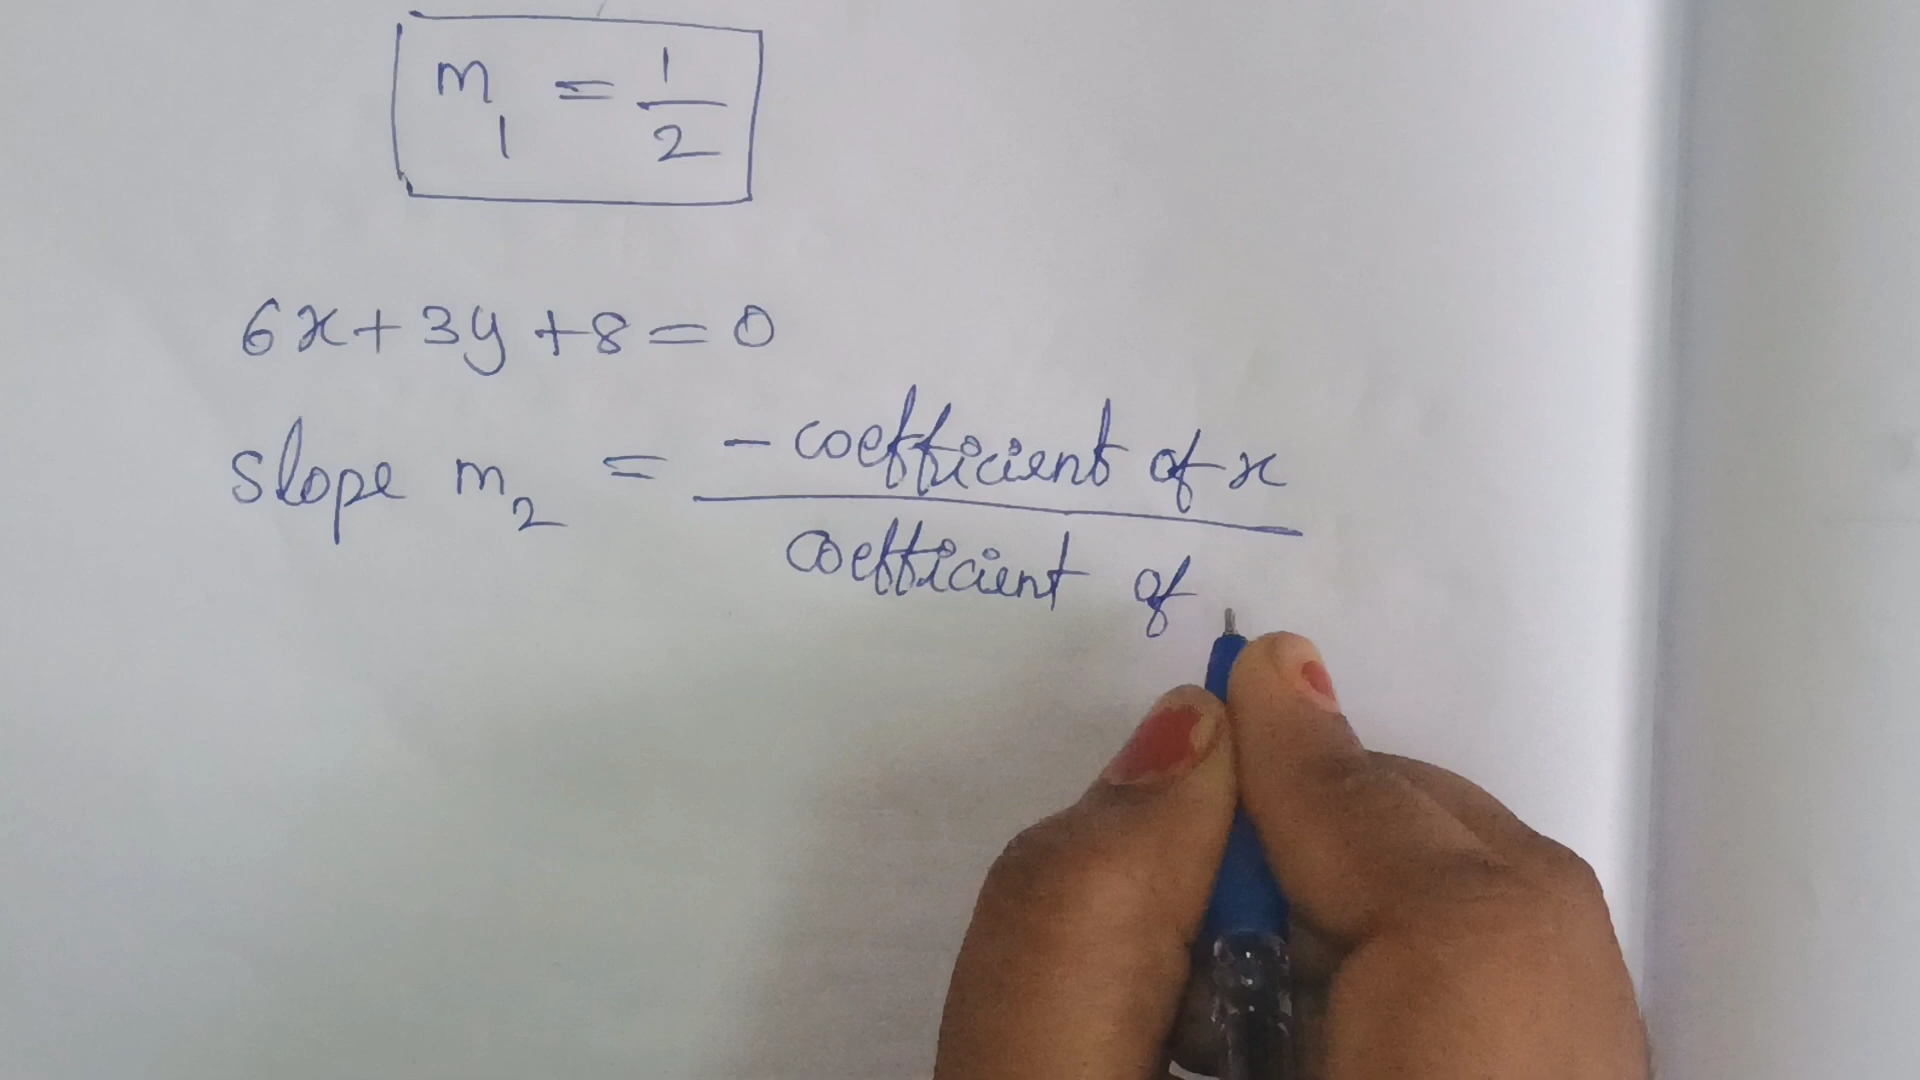 m₁ = 1/2
6x + 3y + 8 = 0
slope m₂ = - coefficient of x / coefficient of